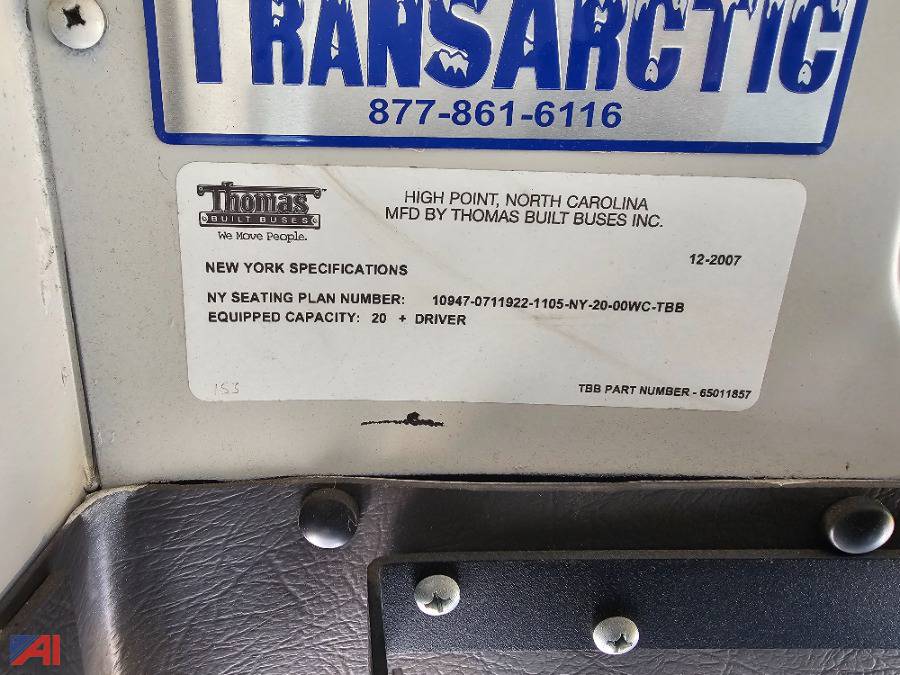 TRANSARCTIC
877-861-6116
Thomas
BUILT BUSES
We Move People.
HIGH POINT, NORTH CAROLINA
MFD BY THOMAS BUILT BUSES INC.
12-2007
NEW YORK SPECIFICATIONS
NY SEATING PLAN NUMBER: 10947-0711922-1105-NY-20-00WC-TBB
EQUIPPED CAPACITY: 20 + DRIVER
153
TBB PART NUMBER - 65011857
AI